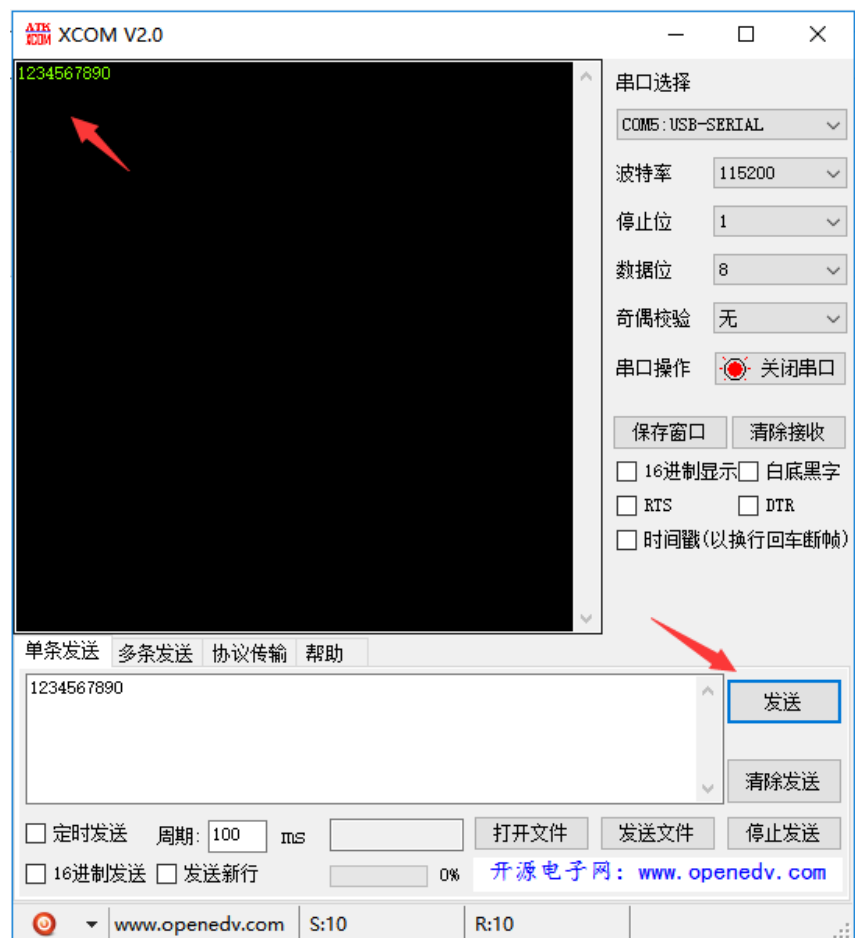 ATK XCOM XCOM V2.0
1234567890
串口选择
COM5:USB-SERIAL
波特率 115200
停止位 1
数据位 8
奇偶校验 无
串口操作 关闭串口
保存窗口 清除接收
16进制显示 白底黑字
RTS DTR
时间戳(以换行回车断帧)
单条发送 多条发送 协议传输 帮助
1234567890
发送
清除发送
定时发送 周期: 100 ms 打开文件 发送文件 停止发送
16进制发送 发送新行 0% 开源电子网: www.openedv.com
www.openedv.com S:10 R:10